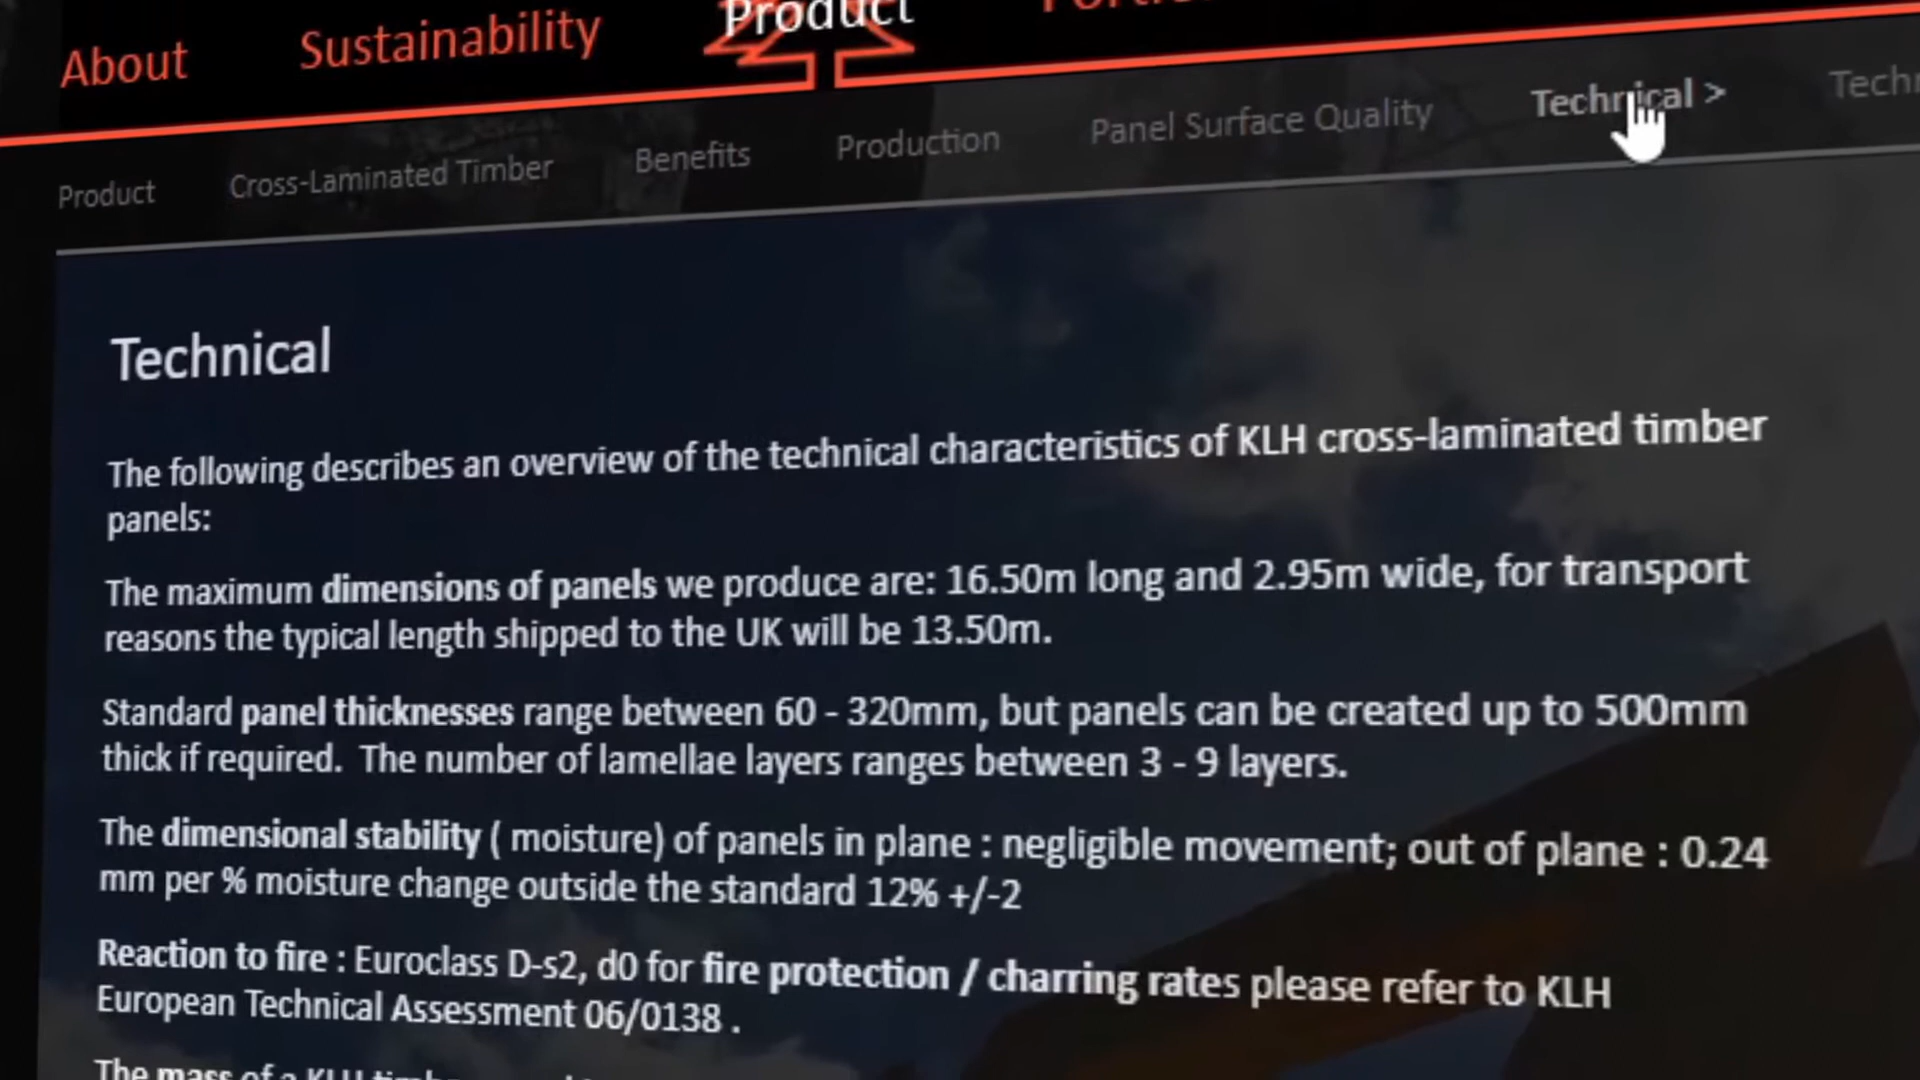 About Sustainability Product
Product Cross-Laminated Timber Benefits Production Panel Surface Quality Technical >
Technical
The following describes an overview of the technical characteristics of KLH cross-laminated timber
panels:
The maximum dimensions of panels we produce are: 16.50m long and 2.95m wide, for transport
reasons the typical length shipped to the UK will be 13.50m.
Standard panel thicknesses range between 60 - 320mm, but panels can be created up to 500mm
thick if required. The number of lamellae layers ranges between 3 - 9 layers.
The dimensional stability ( moisture) of panels in plane : negligible movement; out of plane : 0.24
mm per % moisture change outside the standard 12% +/-2
Reaction to fire : Euroclass D-s2, d0 for fire protection / charring rates please refer to KLH
European Technical Assessment 06/0138 .
The mass of a KLH